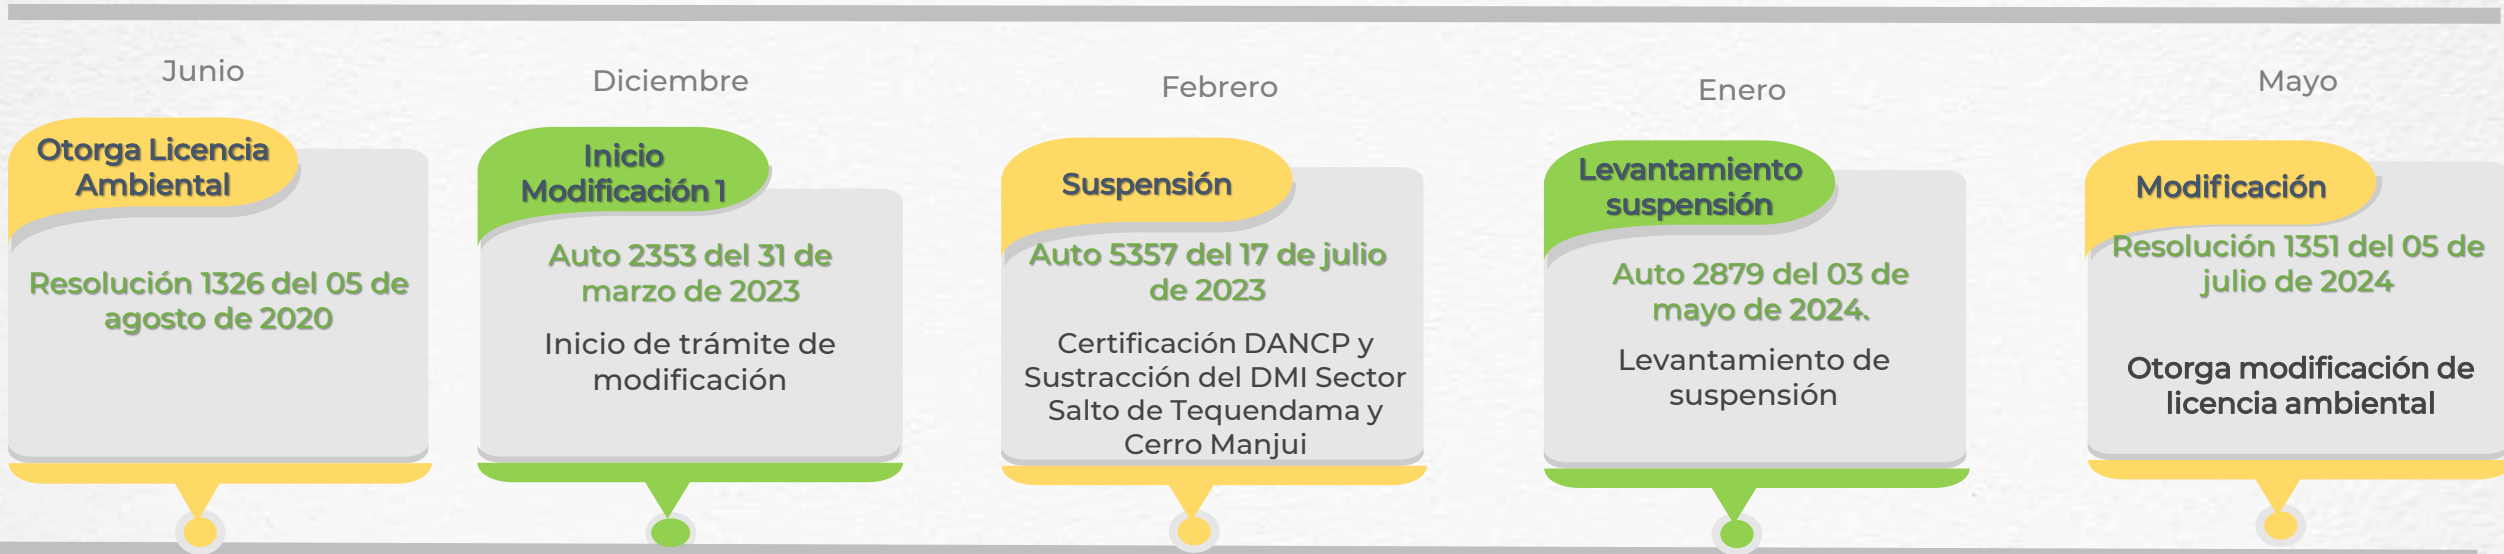 Junio
Otorga Licencia
Ambiental
Resolución 1326 del 05 de
agosto de 2020
Diciembre
Inicio
Modificación 1
Auto 2353 del 31 de
marzo de 2023
Inicio de trámite de
modificación
Febrero
Suspensión
Auto 5357 del 17 de julio
de 2023
Certificación DANCP y
Sustracción del DMI Sector
Salto de Tequendama y
Cerro Manjui
Enero
Levantamiento
suspensión
Auto 2879 del 03 de
mayo de 2024.
Levantamiento de
suspensión
Mayo
Modificación
Resolución 1351 del 05 de
julio de 2024
Otorga modificación de
licencia ambiental